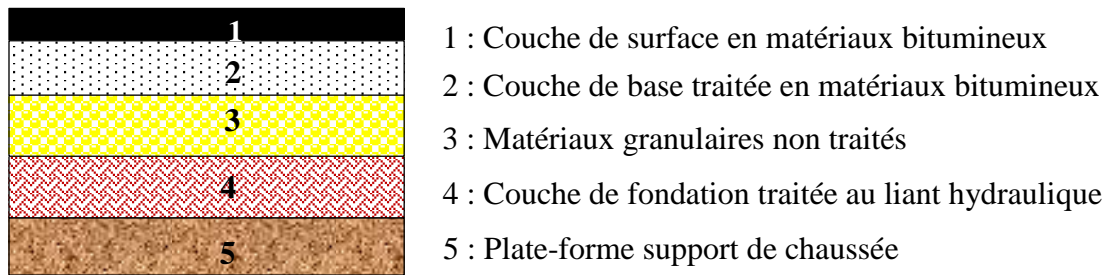 1
2
3
4
5
1 : Couche de surface en matériaux bitumineux
2 : Couche de base traitée en matériaux bitumineux
3 : Matériaux granulaires non traités
4 : Couche de fondation traitée au liant hydraulique
5 : Plate-forme support de chaussée